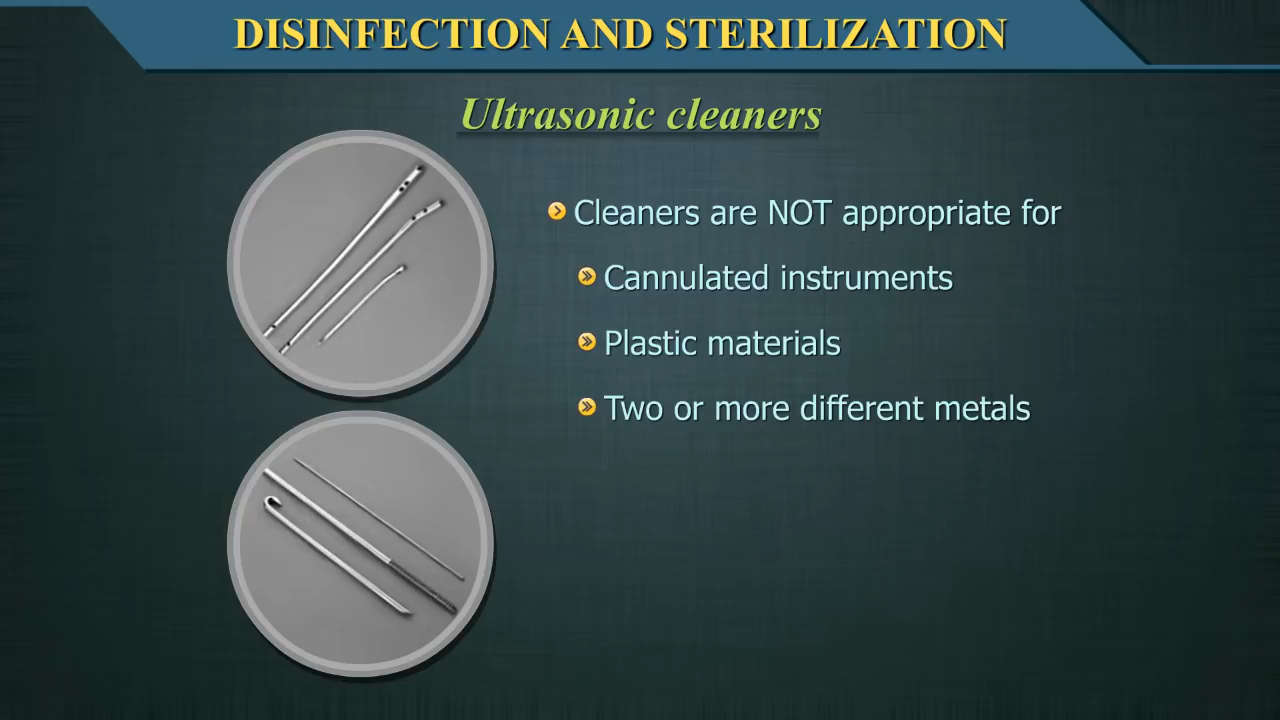 DISINFECTION AND STERILIZATION
Ultrasonic cleaners
Cleaners are NOT appropriate for
Cannulated instruments
Plastic materials
Two or more different metals